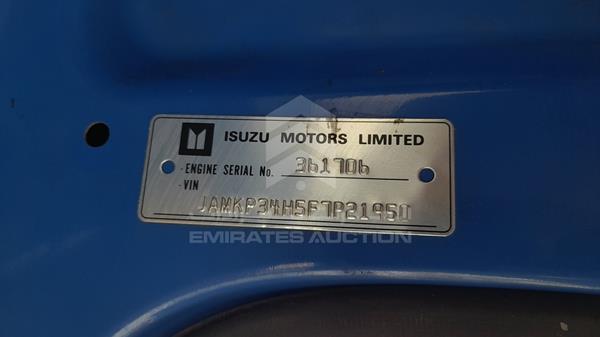 ISUZU MOTORS LIMITED
· ENGINE SERIAL No. 361706
· VIN
JAMKP34H5F7P21950
EMIRATES AUCTION